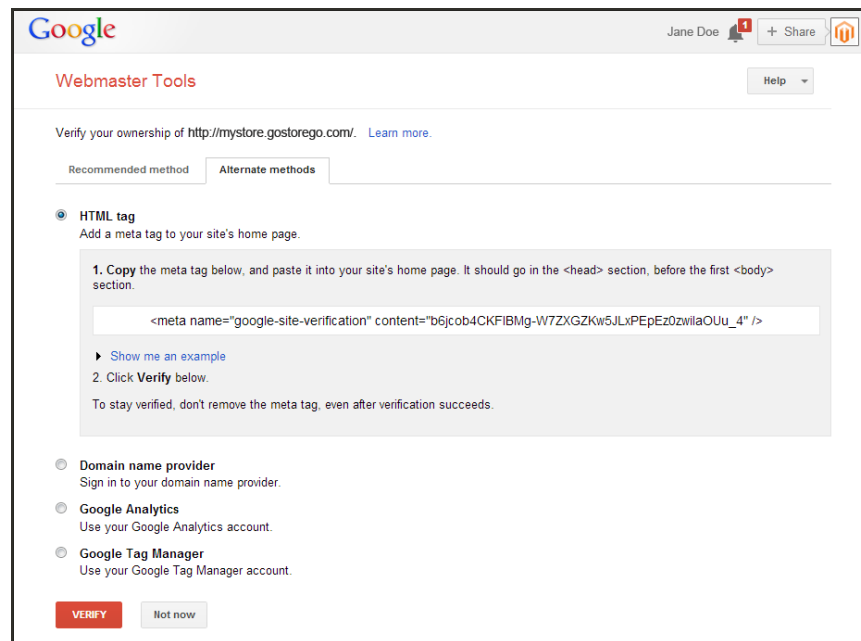 Google
Jane Doe 1 + Share
Webmaster Tools
Help
Verify your ownership of http://mystore.gostorego.com/. Learn more.
Recommended method Alternate methods
HTML tag
Add a meta tag to your site's home page.
1. Copy the meta tag below, and paste it into your site's home page. It should go in the <head> section, before the first <body>
section.
<meta name="google-site-verification" content="b6jcob4CKFIBMg-W7ZXGZKw5JLxPEpEz0zwilaOUu_4" />
Show me an example
2. Click Verify below.
To stay verified, don't remove the meta tag, even after verification succeeds.
Domain name provider
Sign in to your domain name provider.
Google Analytics
Use your Google Analytics account.
Google Tag Manager
Use your Google Tag Manager account.
VERIFY Not now